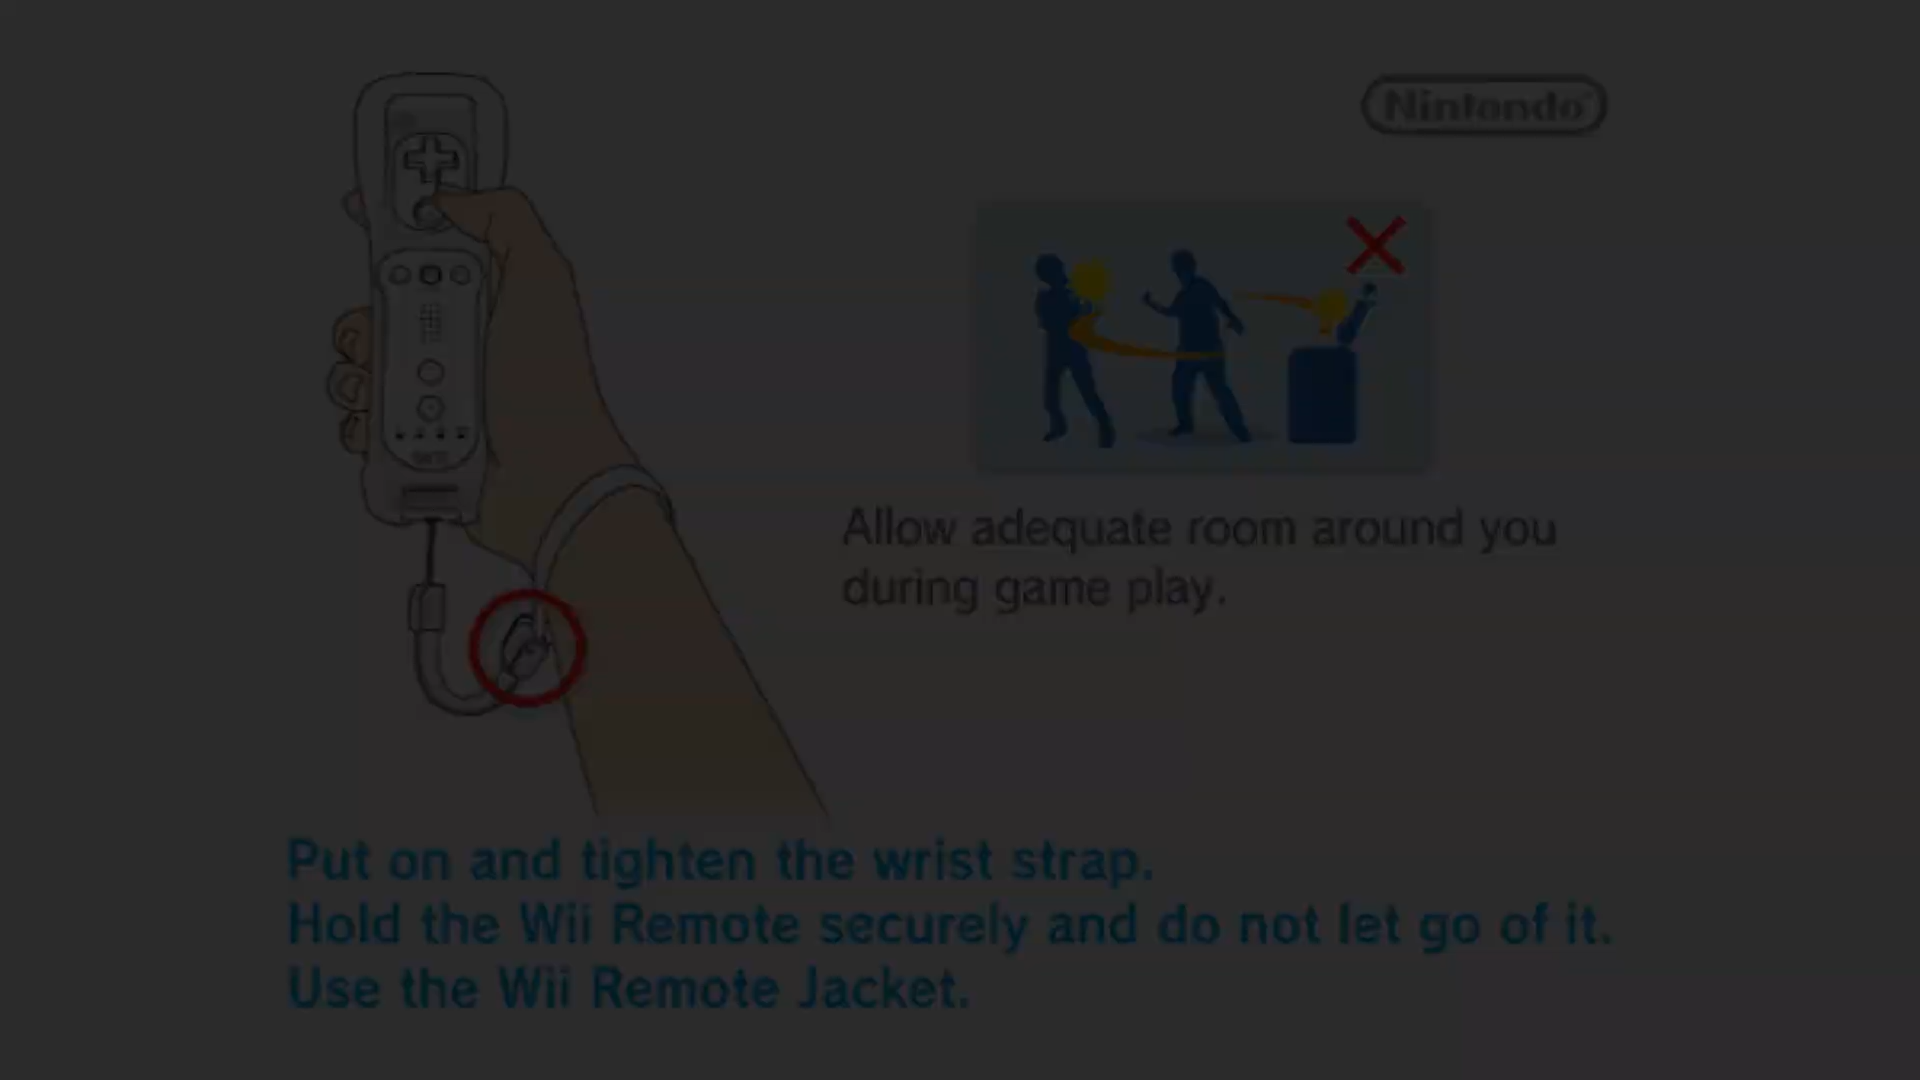 Nintendo
Allow adequate room around you
during game play.
Put on and tighten the wrist strap.
Hold the Wii Remote securely and do not let go of it.
Use the Wii Remote Jacket.